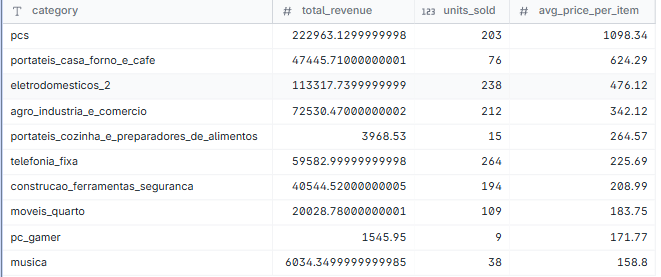 T category # total_revenue 123 units_sold # avg_price_per_item
pcs 222963.1299999998 203 1098.34
portateis_casa_forno_e_cafe 47445.71000000001 76 624.29
eletrodomesticos_2 113317.7399999999 238 476.12
agro_industria_e_comercio 72530.47000000002 212 342.12
portateis_cozinha_e_preparadores_de_alimentos 3968.53 15 264.57
telefonia_fixa 59582.99999999998 264 225.69
construcao_ferramentas_seguranca 40544.52000000005 194 208.99
moveis_quarto 20028.78000000001 109 183.75
pc_gamer 1545.95 9 171.77
musica 6034.3499999999985 38 158.8